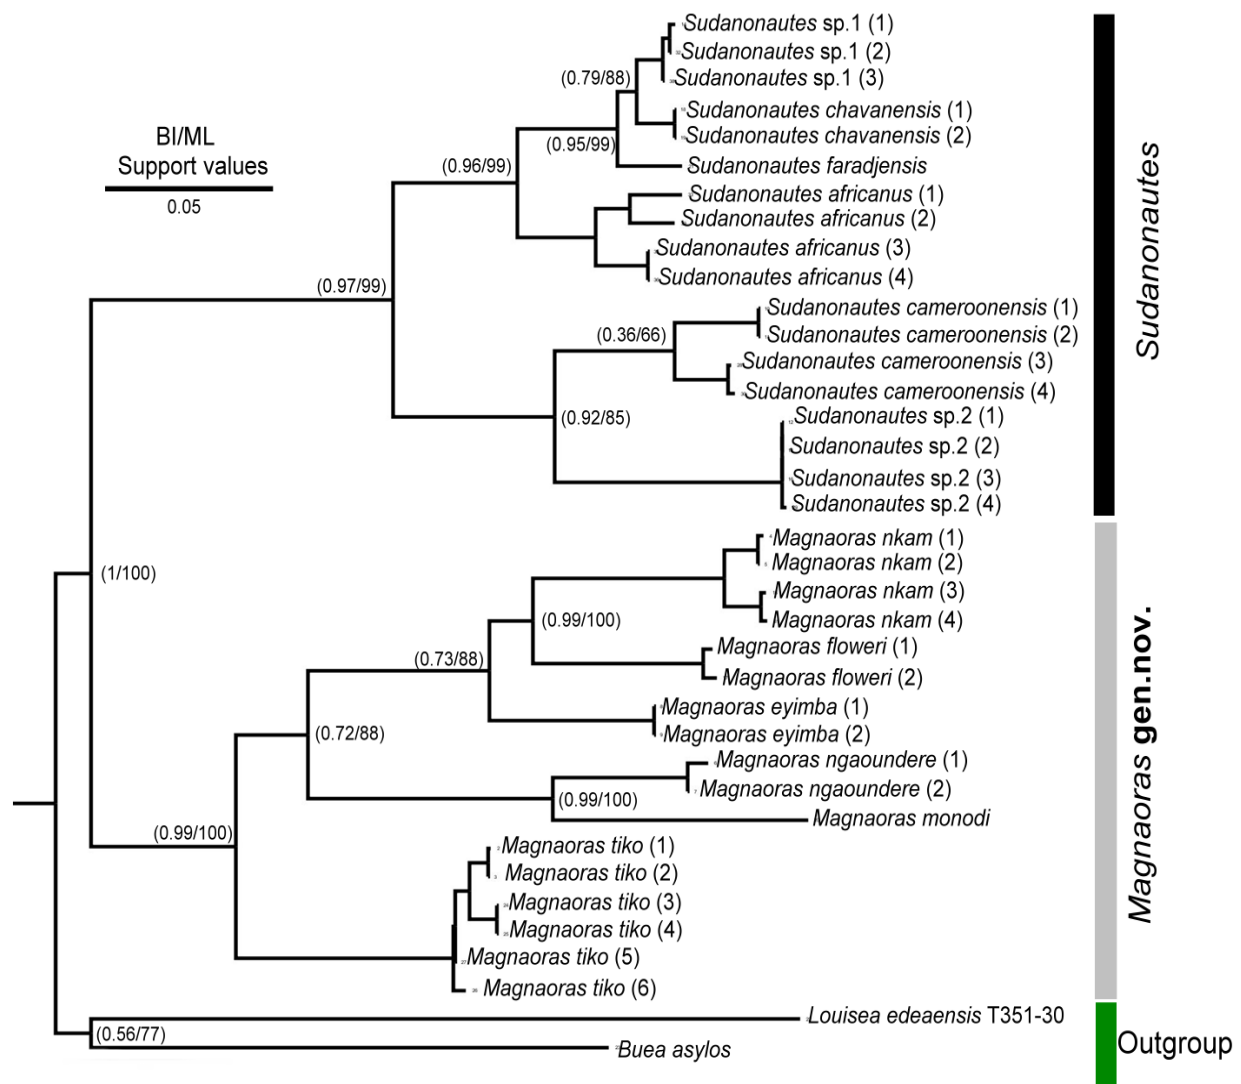 Sudanonautes sp.1 (1)
Sudanonautes sp.1 (2)
(0.79/88)
Sudanonautes sp.1 (3)
Sudanonautes chavanensis (1)
BI/ML
Sudanonautes chavanensis (2)
(0.95/99)
Support values
(0.96/99)
Sudanonautes faradjensis
0.05
Sudanonautes africanus (1)
Sudanonautes africanus (2)
Sudanonautes africanus (3)
Sudanonautes africanus (4)
(0.97/99)
Sudanonautes cameroonensis (1)
(0.36/66)
Sudanonautes cameroonensis (2)
Sudanonautes cameroonensis (3)
Sudanonautes cameroonensis (4)
(0.92/85)
Sudanonautes sp.2 (1)
Sudanonautes sp.2 (2)
Sudanonautes sp.2 (3)
Sudanonautes sp.2 (4)
Sudanonautes
Magnaoras nkam (1)
Magnaoras nkam (2)
(1/100)
Magnaoras nkam (3)
Magnaoras nkam (4)
(0.99/100)
Magnaoras floweri (1)
(0.73/88)
Magnaoras floweri (2)
Magnaoras eyimba (1)
Magnaoras eyimba (2)
(0.72/88)
Magnaoras ngaoundere (1)
Magnaoras ngaoundere (2)
(0.99/100)
Magnaoras monodi
(0.99/100)
Magnaoras tiko (1)
Magnaoras tiko (2)
Magnaoras tiko (3)
Magnaoras tiko (4)
Magnaoras tiko (5)
Magnaoras tiko (6)
Magnaoras gen.nov.
Louisea edeaensis T351-30
(0.56/77)
Buea asylos
Outgroup